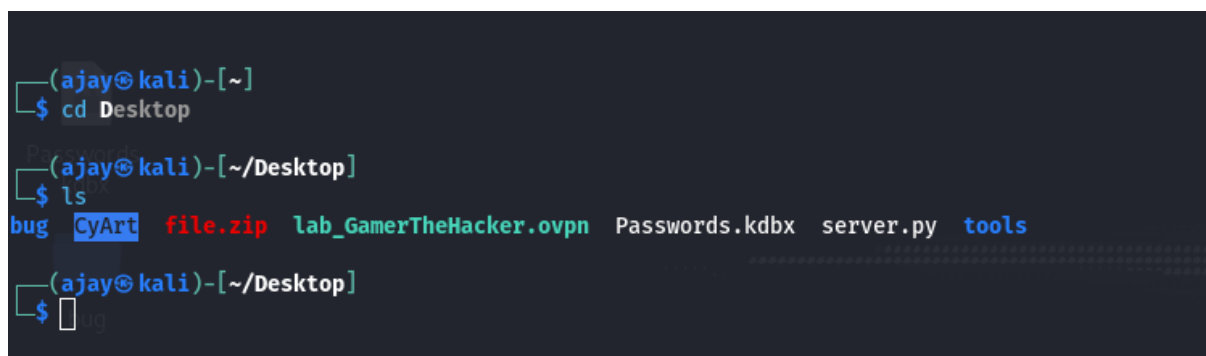 ┌──(ajay㉿kali)-[~]
└─$ cd Desktop
┌──(ajay㉿kali)-[~/Desktop]
└─$ ls
bug CyArt file.zip lab_GamerTheHacker.ovpn Passwords.kdbx server.py tools
┌──(ajay㉿kali)-[~/Desktop]
└─$